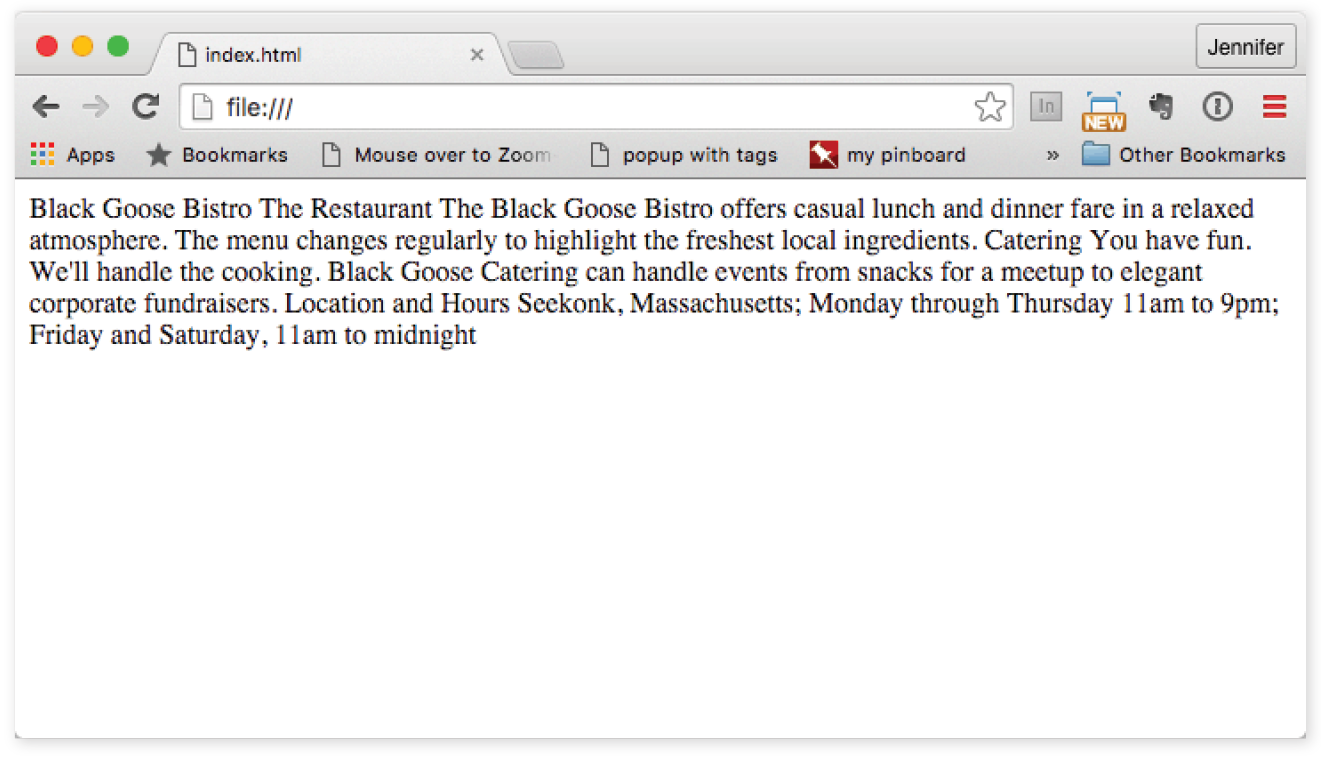 index.html
Jennifer
file:///
In
NEW
Apps Bookmarks Mouse over to Zoom popup with tags my pinboard » Other Bookmarks
Black Goose Bistro The Restaurant The Black Goose Bistro offers casual lunch and dinner fare in a relaxed
atmosphere. The menu changes regularly to highlight the freshest local ingredients. Catering You have fun.
We'll handle the cooking. Black Goose Catering can handle events from snacks for a meetup to elegant
corporate fundraisers. Location and Hours Seekonk, Massachusetts; Monday through Thursday 11am to 9pm;
Friday and Saturday, 11am to midnight